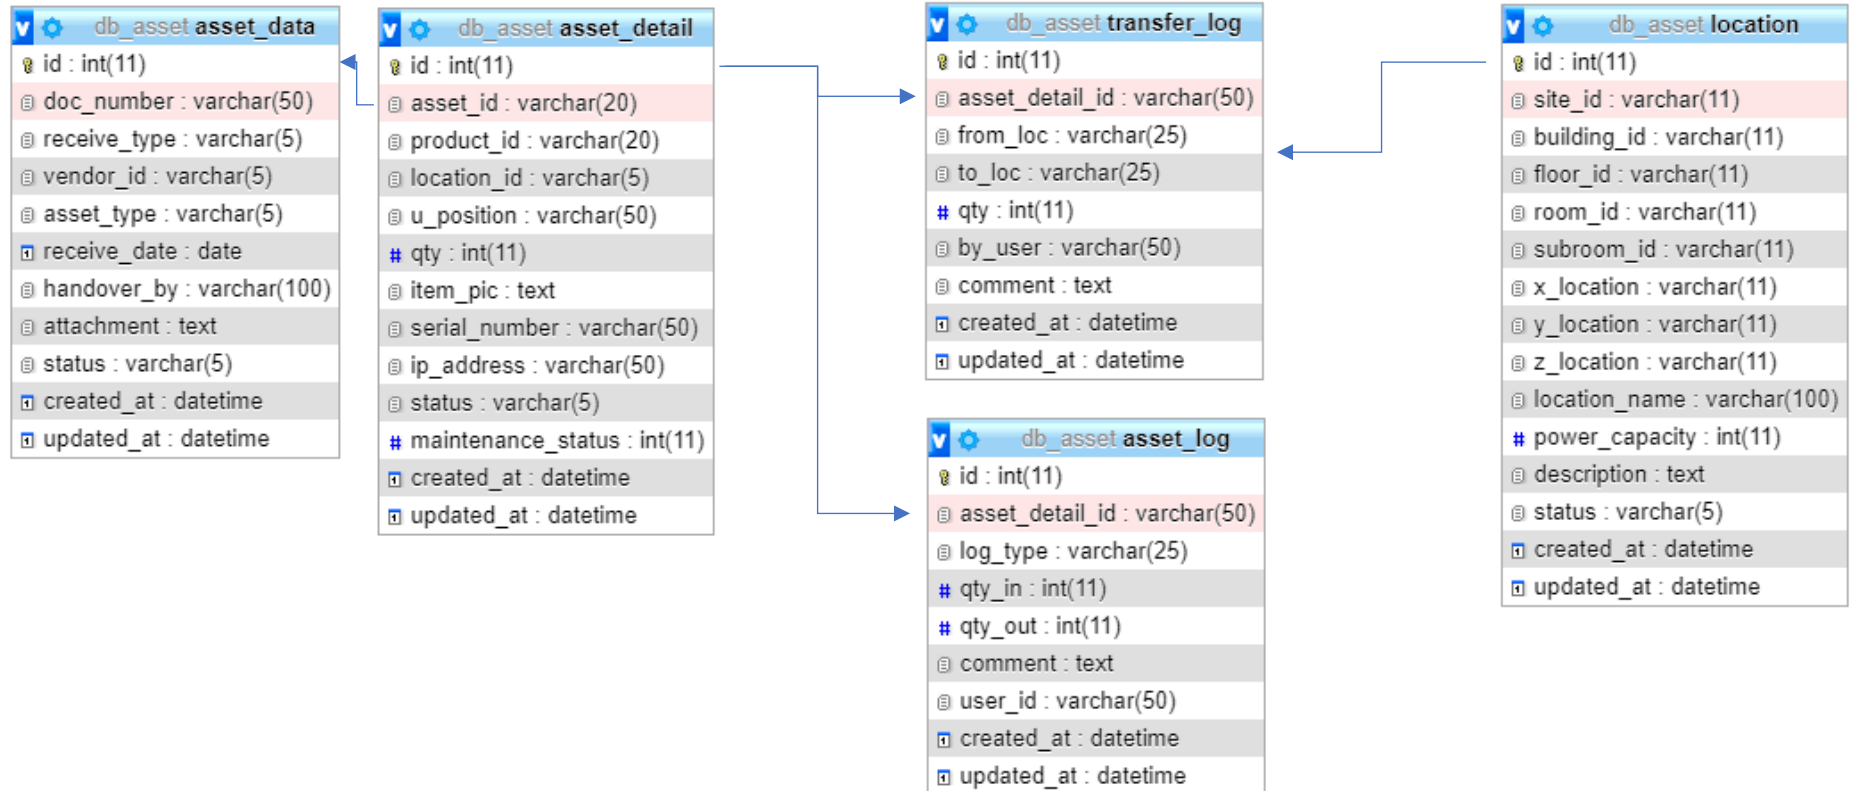 db_asset asset_data
id : int(11)
doc_number : varchar(50)
receive_type : varchar(5)
vendor_id : varchar(5)
asset_type : varchar(5)
receive_date : date
handover_by : varchar(100)
attachment : text
status : varchar(5)
created_at : datetime
updated_at : datetime
db_asset asset_detail
id : int(11)
asset_id : varchar(20)
product_id : varchar(20)
location_id : varchar(5)
u_position : varchar(50)
# qty : int(11)
item_pic : text
serial_number : varchar(50)
ip_address : varchar(50)
status : varchar(5)
# maintenance_status : int(11)
created_at : datetime
updated_at : datetime
db_asset transfer_log
id : int(11)
asset_detail_id : varchar(50)
from_loc : varchar(25)
to_loc : varchar(25)
# qty : int(11)
by_user : varchar(50)
comment : text
created_at : datetime
updated_at : datetime
db_asset asset_log
id : int(11)
asset_detail_id : varchar(50)
log_type : varchar(25)
# qty_in : int(11)
# qty_out : int(11)
comment : text
user_id : varchar(50)
created_at : datetime
updated_at : datetime
db_asset location
id : int(11)
site_id : varchar(11)
building_id : varchar(11)
floor_id : varchar(11)
room_id : varchar(11)
subroom_id : varchar(11)
x_location : varchar(11)
y_location : varchar(11)
z_location : varchar(11)
location_name : varchar(100)
# power_capacity : int(11)
description : text
status : varchar(5)
created_at : datetime
updated_at : datetime